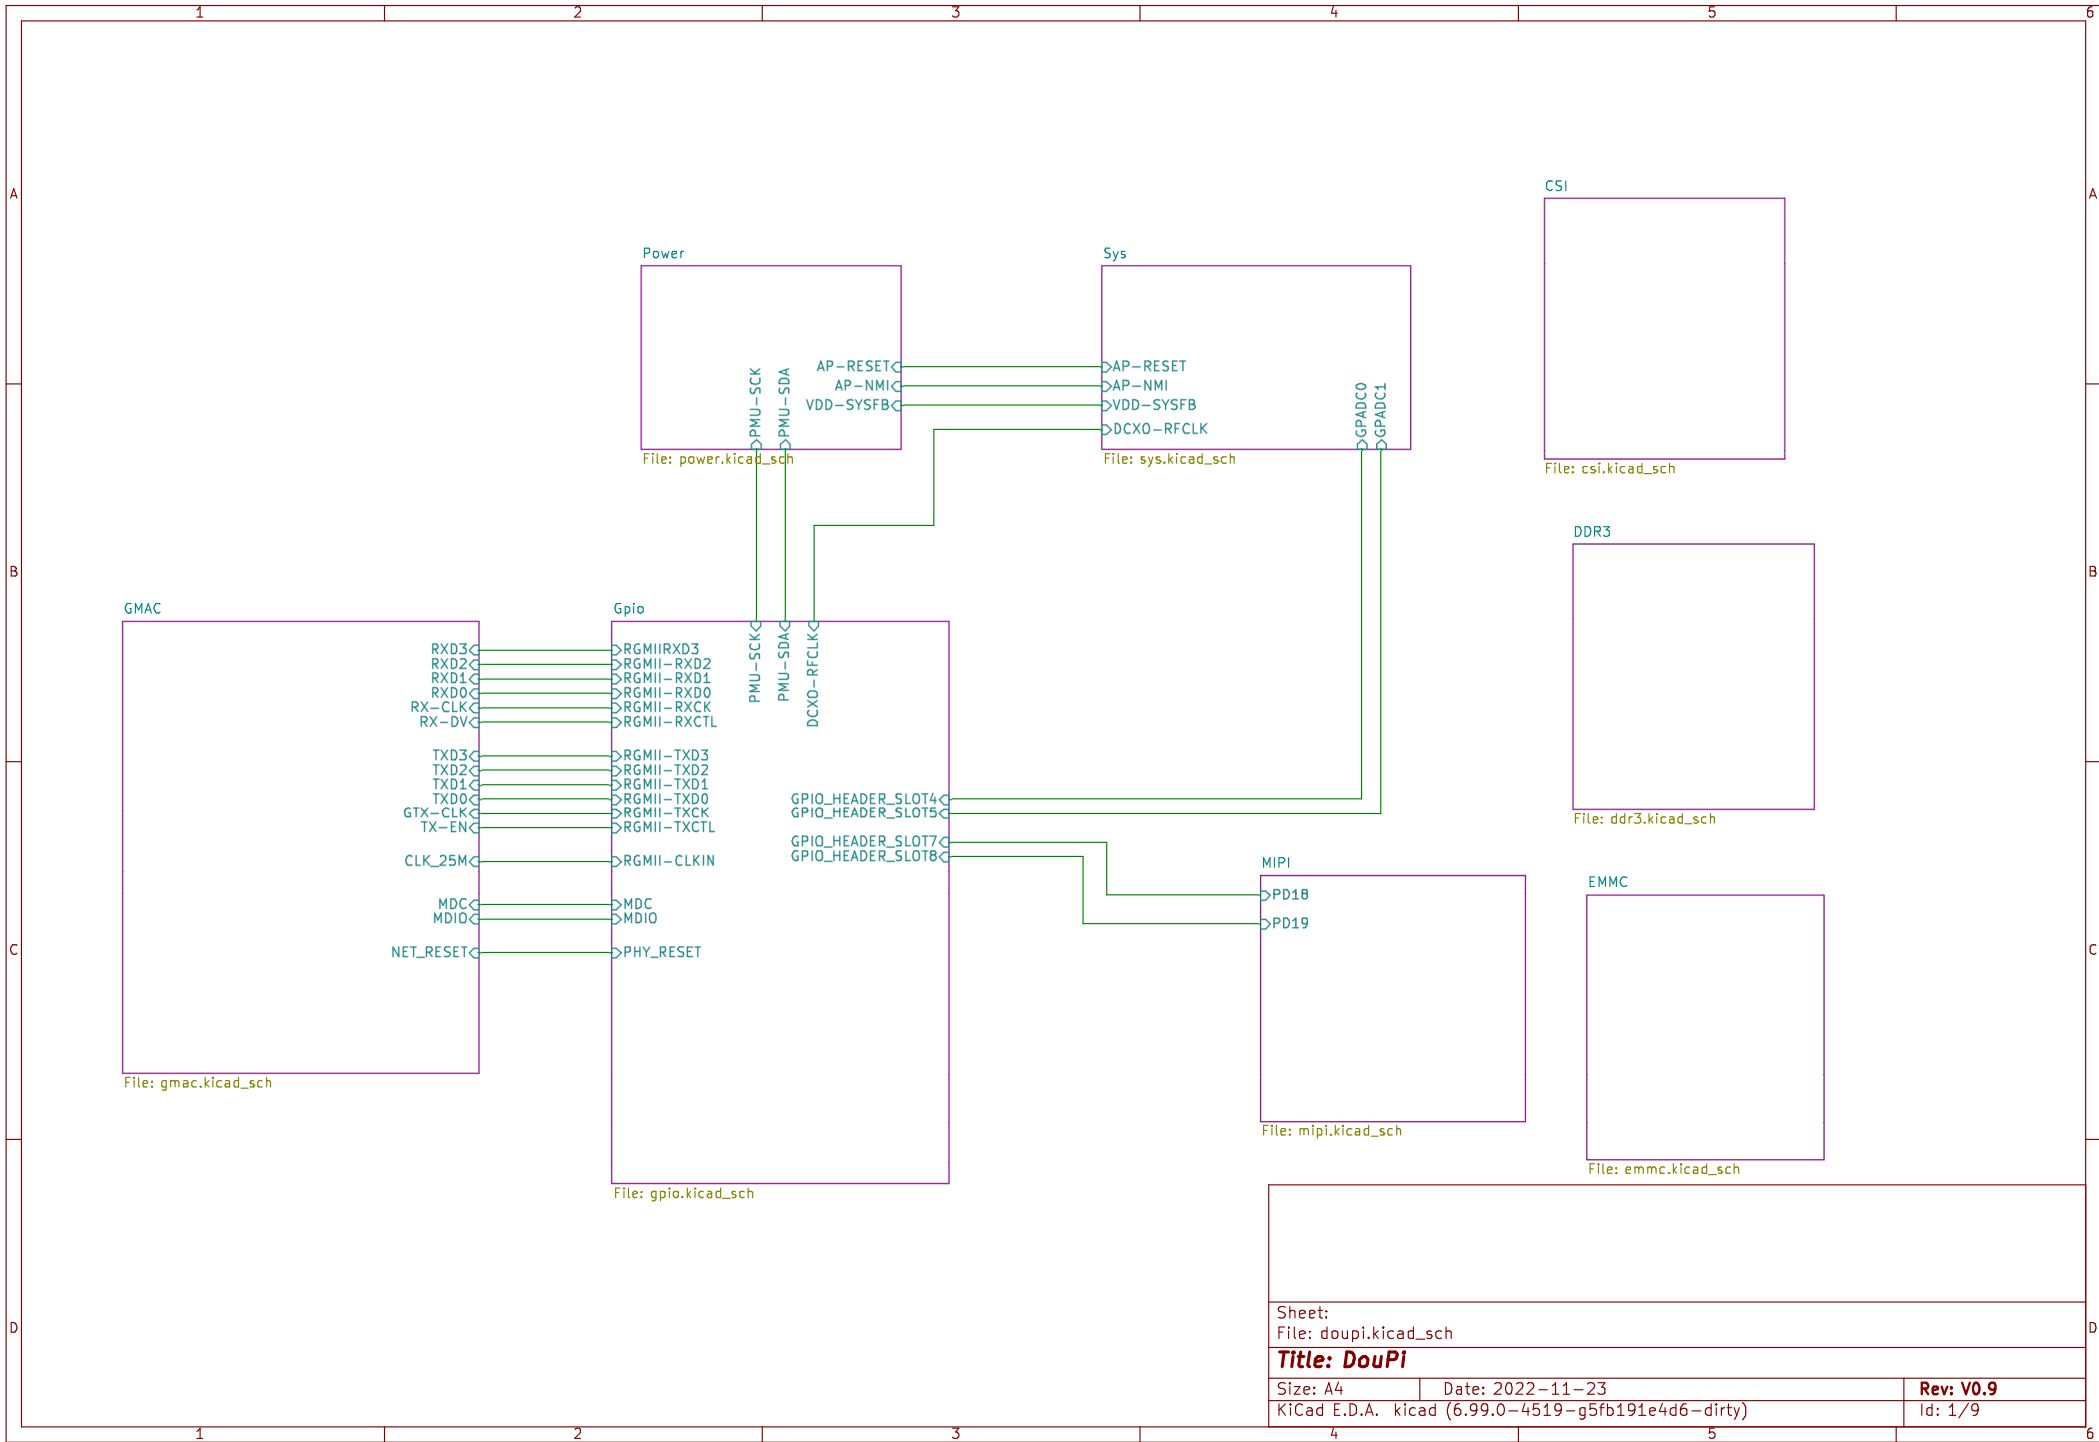 1 2 3 4 5 6
A A
B B
C C
D D
CSI
File: csi.kicad_sch
Power
PMU-SCK
PMU-SDA
AP-RESET
AP-NMI
VDD-SYSFB
File: power.kicad_sch
Sys
AP-RESET
AP-NMI
VDD-SYSFB
DCXO-RFCLK
GPADC0
GPADC1
File: sys.kicad_sch
DDR3
File: ddr3.kicad_sch
GMAC
RXD3
RXD2
RXD1
RXD0
RX-CLK
RX-DV
TXD3
TXD2
TXD1
TXD0
GTX-CLK
TX-EN
CLK_25M
MDC
MDIO
NET_RESET
File: gmac.kicad_sch
Gpio
PMU-SCK
PMU-SDA
DCXO-RFCLK
RGMIIRXD3
RGMII-RXD2
RGMII-RXD1
RGMII-RXD0
RGMII-RXCK
RGMII-RXCTL
RGMII-TXD3
RGMII-TXD2
RGMII-TXD1
RGMII-TXD0
RGMII-TXCK
RGMII-TXCTL
RGMII-CLKIN
MDC
MDIO
PHY_RESET
GPIO_HEADER_SLOT4
GPIO_HEADER_SLOT5
GPIO_HEADER_SLOT7
GPIO_HEADER_SLOT8
File: gpio.kicad_sch
MIPI
PD18
PD19
File: mipi.kicad_sch
EMMC
File: emmc.kicad_sch
Sheet:
File: doupi.kicad_sch
Title: DouPi
Size: A4 Date: 2022-11-23 Rev: V0.9
KiCad E.D.A. kicad (6.99.0-4519-g5fb191e4d6-dirty) Id: 1/9
1 2 3 4 5 6